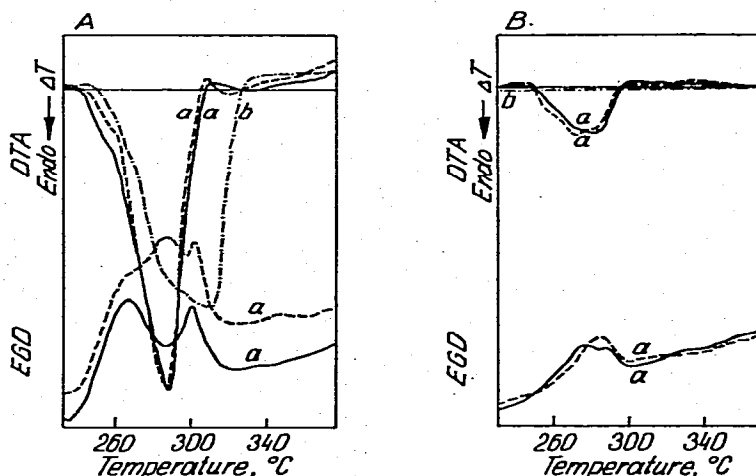 A
ΔT
DTA
Endo
a a b
a
a
EGD
260 300 340
Temperature, °C
B.
ΔT
b
DTA
Endo
a
a
EGD
a
a
260 300 340
Temperature, °C